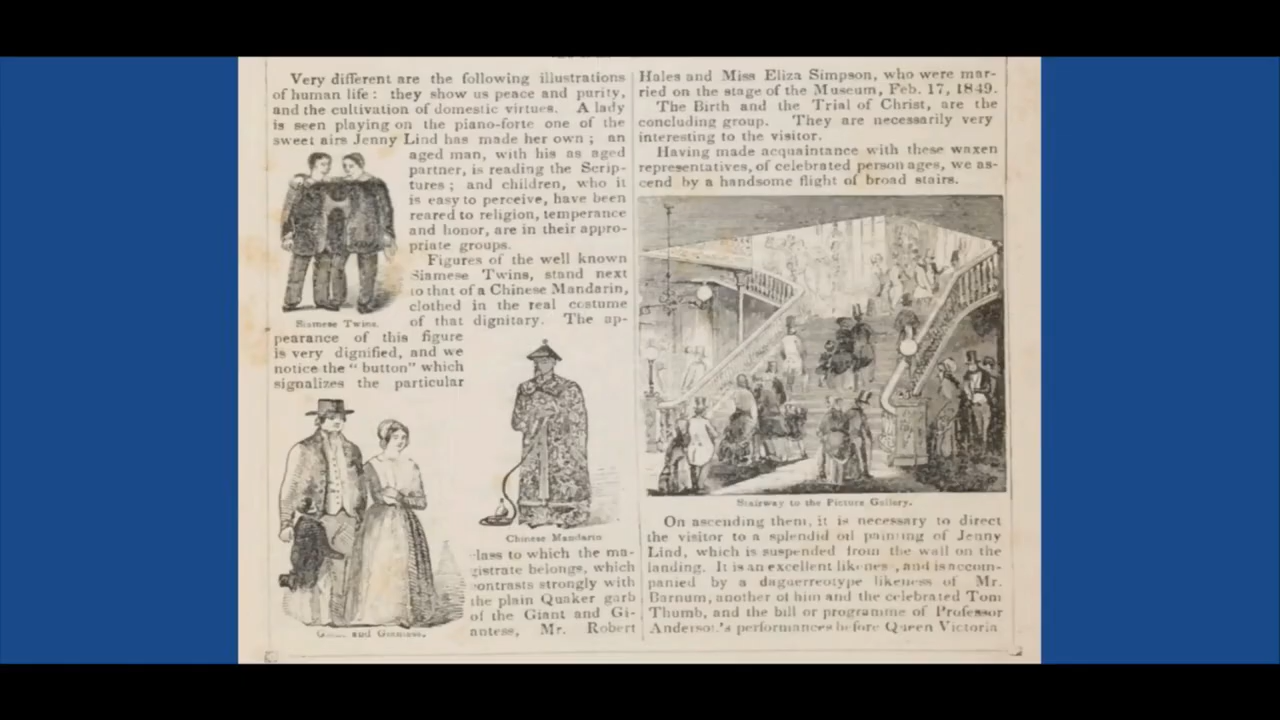 Very different are the following illustrations
of human life: they show us peace and purity,
and the cultivation of domestic virtues. A lady
is seen playing on the piano-forte one of the
sweet airs Jenny Lind has made her own; an
aged man, with his as aged
partner, is reading the Scrip-
tures; and children, who it
is easy to perceive, have been
reared to religion, temperance
and honor, are in their appro-
priate groups.
Figures of the well known
Siamese Twins, stand next
to that of a Chinese Mandarin,
clothed in the real costume
of that dignitary. The ap-
Siamese Twins.
pearance of this figure
is very dignified, and we
notice the "button" which
signalizes the particular
Chinese Mandarin
lass to which the ma-
gistrate belongs, which
contrasts strongly with
the plain Quaker garb
of the Giant and Gi-
antess, Mr. Robert
and Giantess.
Hales and Miss Eliza Simpson, who were mar-
ried on the stage of the Museum, Feb. 17, 1849.
The Birth and the Trial of Christ, are the
concluding group. They are necessarily very
interesting to the visitor.
Having made acquaintance with these waxen
representatives, of celebrated personages, we as-
cend by a handsome flight of broad stairs.
Stairway to the Picture Gallery.
On ascending them, it is necessary to direct
the visitor to a splendid oil painting of Jenny
Lind, which is suspended from the wall on the
landing. It is an excellent likenes, and is accom-
panied by a daguerreotype likeness of Mr.
Barnum, another of him and the celebrated Tom
Thumb, and the bill or programme of Professor
Anderson's performances before Queen Victoria